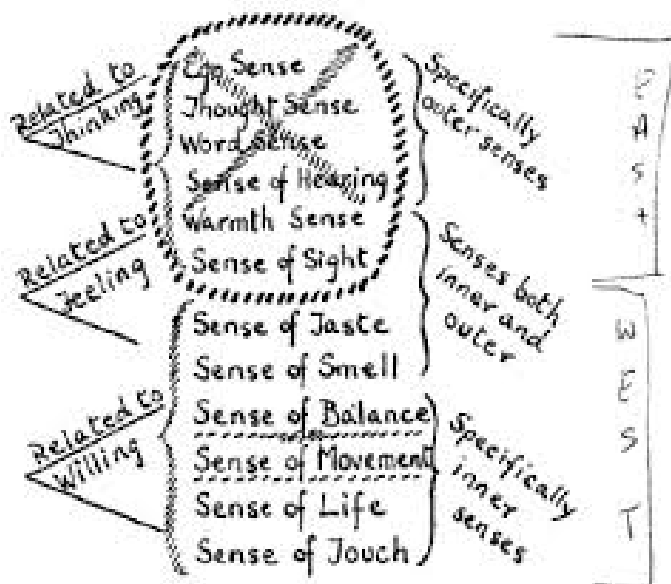 Related to
Thinking
Related to
Feeling
Related to
Willing
Ego Sense
Thought Sense
Word Sense
Sense of Hearing
Warmth Sense
Sense of Sight
Sense of Taste
Sense of Smell
Sense of Balance
Sense of Movement
Sense of Life
Sense of Touch
Specifically
outer senses
Senses both
inner and
outer
Specifically
inner
senses
EAST
WEST